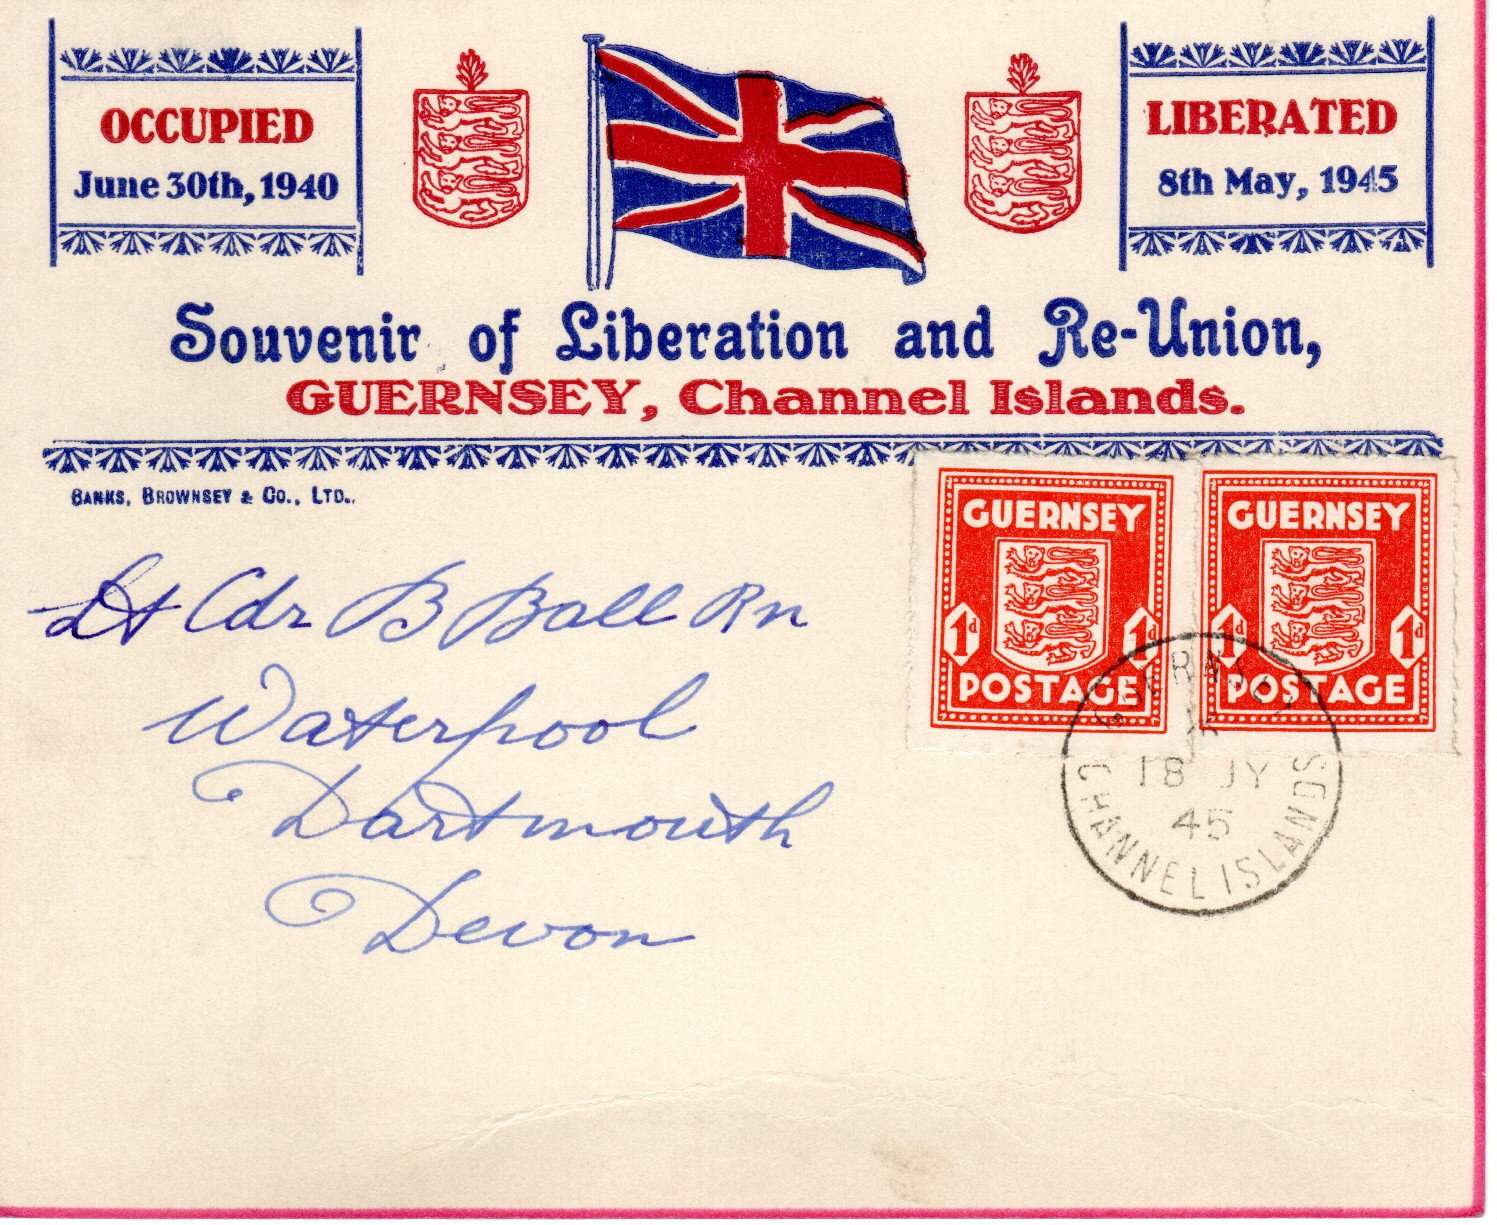 OCCUPIED
June 30th, 1940
LIBERATED
8th May, 1945
Souvenir of Liberation and Re-Union,
GUERNSEY, Channel Islands.
BANKS, BROWNSEY & CO., LTD.,
GUERNSEY
1d 1d
POSTAGE
GUERNSEY
1d 1d
POSTAGE
Lt Cdr B Ball Rn
Waterpool
Dartmouth
Devon
GUERNSEY
18 JY
45
CHANNEL ISLANDS